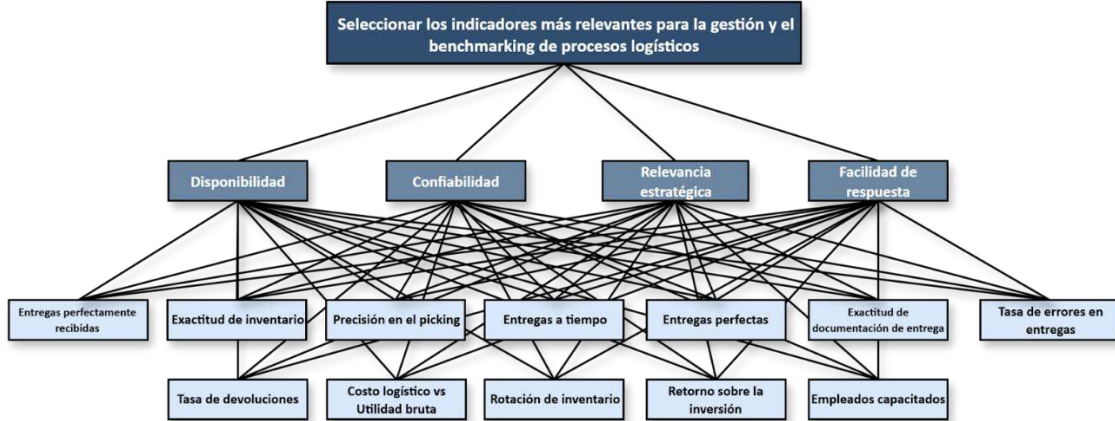 Seleccionar los indicadores más relevantes para la gestión y el
benchmarking de procesos logísticos
Disponibilidad
Confiabilidad
Relevancia
estratégica
Facilidad de
respuesta
Entregas perfectamente
recibidas
Exactitud de inventario
Precisión en el picking
Entregas a tiempo
Entregas perfectas
Exactitud de
documentación de entrega
Tasa de errores en
entregas
Tasa de devoluciones
Costo logístico vs
Utilidad bruta
Rotación de inventario
Retorno sobre la
inversión
Empleados capacitados